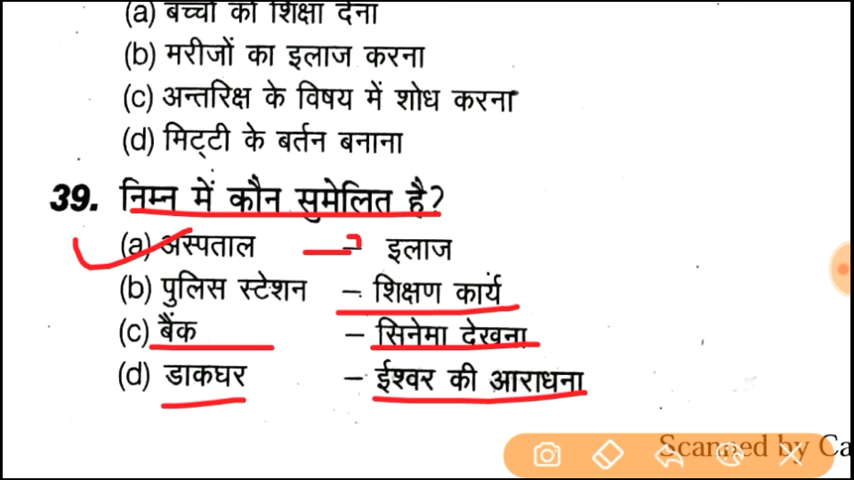 (a) बच्चों को शिक्षा देना
(b) मरीजों का इलाज करना
(c) अन्तरिक्ष के विषय में शोध करना
(d) मिट्टी के बर्तन बनाना
39. निम्न में कौन सुमेलित है?
(a) अस्पताल – इलाज
(b) पुलिस स्टेशन – शिक्षण कार्य
(c) बैंक – सिनेमा देखना
(d) डाकघर – ईश्वर की आराधना
Scanned by Ca